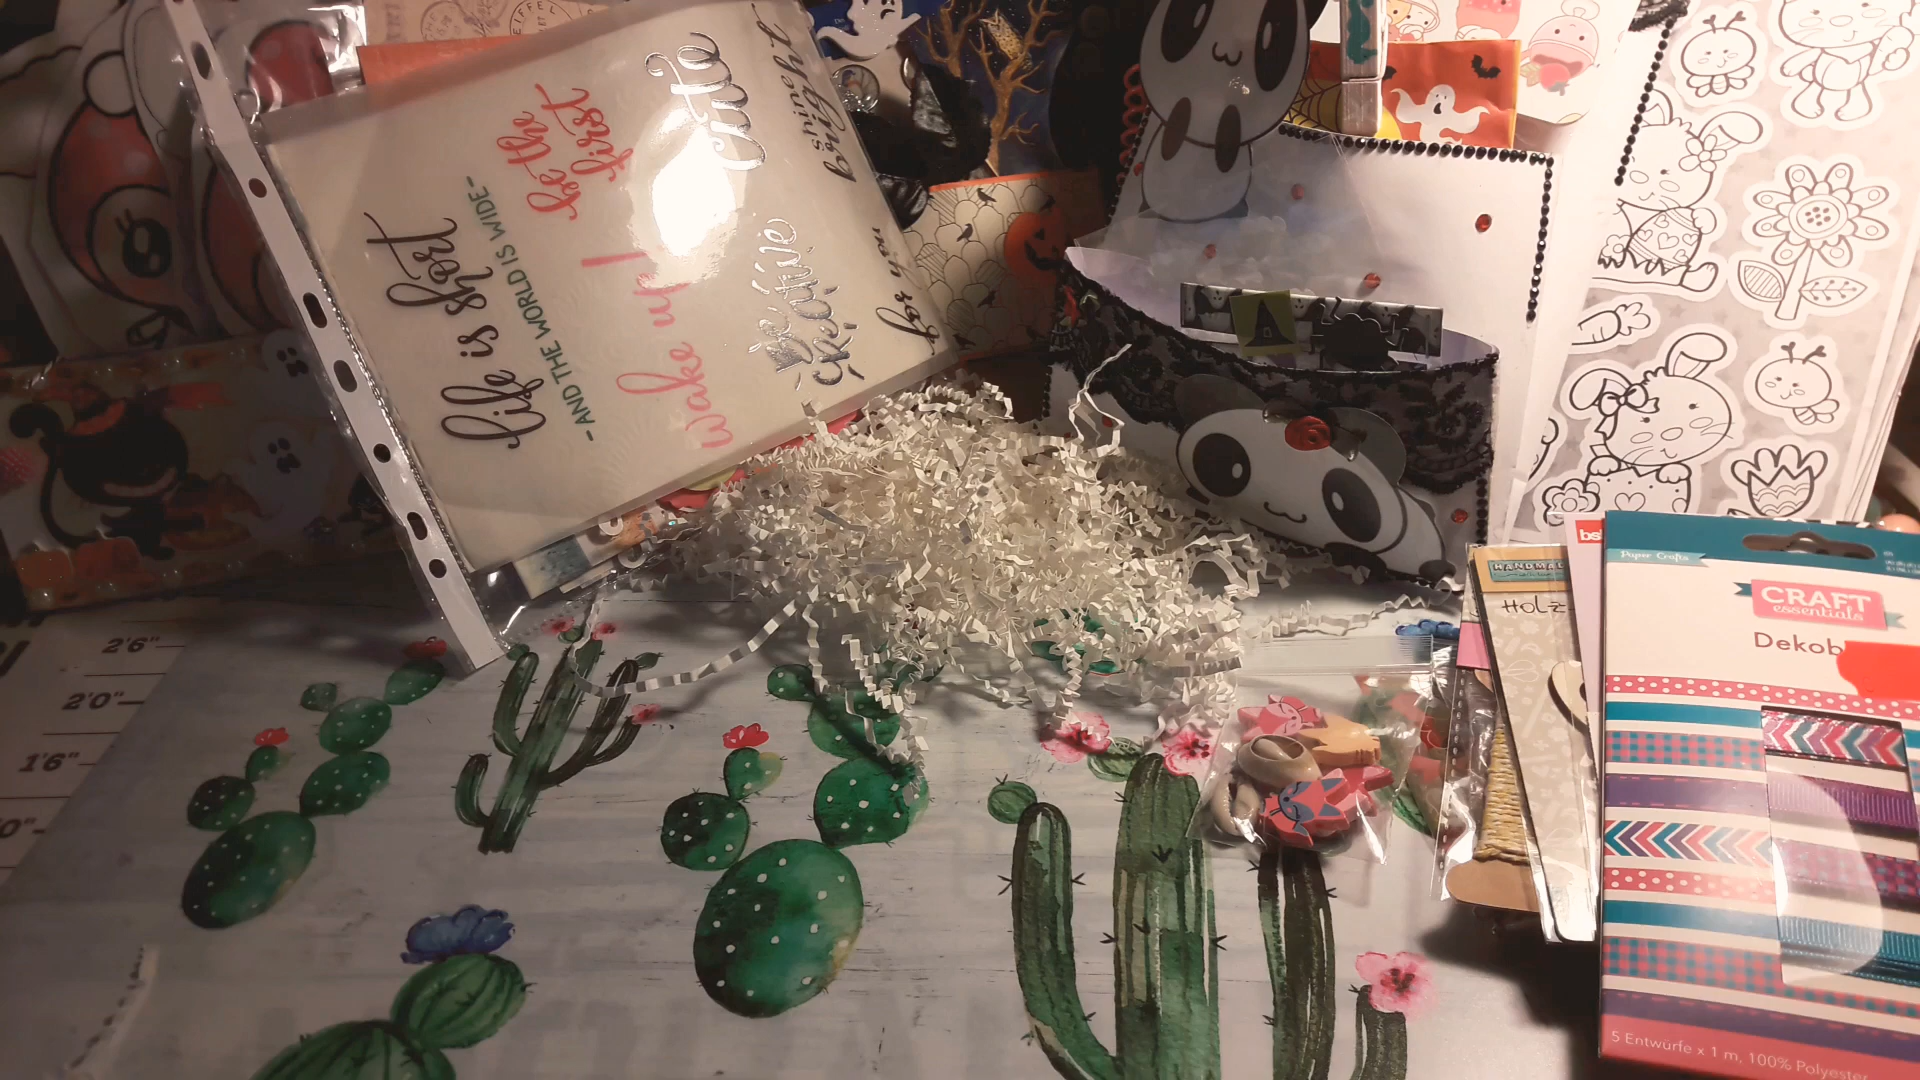 EIFFEL
life is short
-AND THE WORLD IS WIDE-
be the
first
wake up!
cute
be
creative
shine
bright
for you
2'6"
2'0"
1'6"
HANDMADE
HOLZ-
Paper Crafts
CRAFT
essentials
5 Entwürfe x 1 m, 100% Polyester